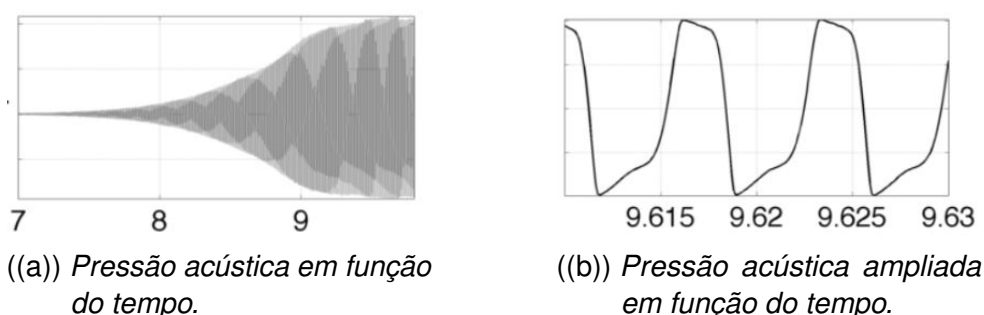 7 8 9
9.615 9.62 9.625 9.63
((a)) Pressão acústica em função
do tempo.
((b)) Pressão acústica ampliada
em função do tempo.